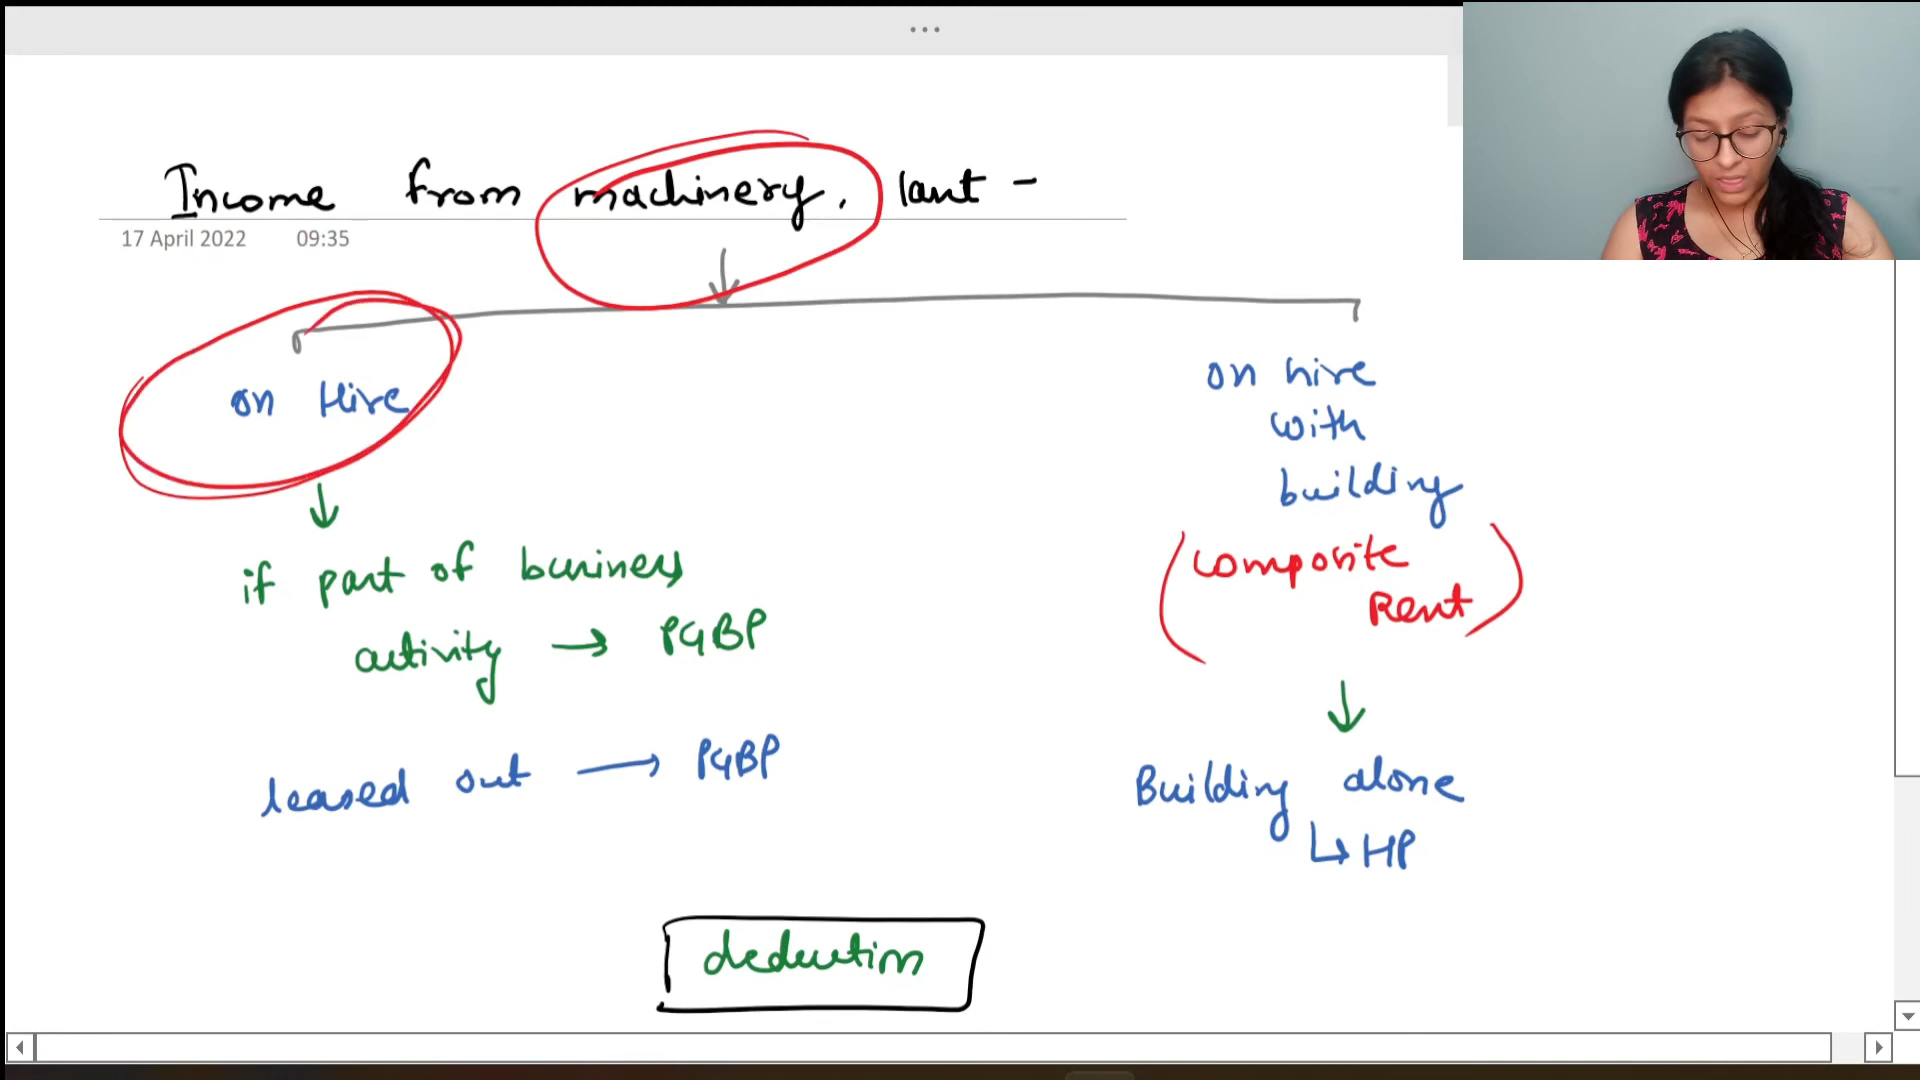 Income from machinery, lant -
17 April 2022 09:35
on Hire
if part of business
activity → PGBP
leased out → PGBP
on hire
with
building
(composite
Rent)
Building alone
↳ HP
deduction